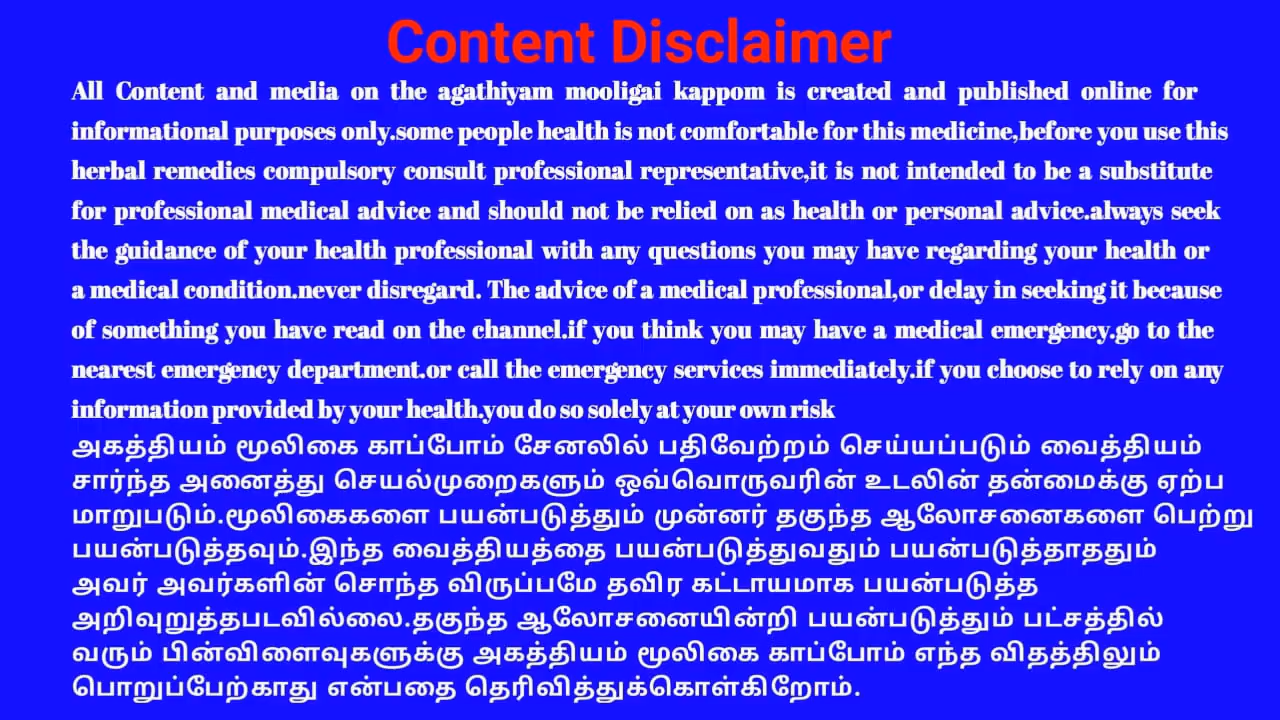 Content Disclaimer
All Content and media on the agathiyam mooligai kappom is created and published online for
informational purposes only.some people health is not comfortable for this medicine,before you use this
herbal remedies compulsory consult professional representative,it is not intended to be a substitute
for professional medical advice and should not be relied on as health or personal advice.always seek
the guidance of your health professional with any questions you may have regarding your health or
a medical condition.never disregard. The advice of a medical professional,or delay in seeking it because
of something you have read on the channel.if you think you may have a medical emergency.go to the
nearest emergency department.or call the emergency services immediately.if you choose to rely on any
information provided by your health.you do so solely at your own risk
அகத்தியம் மூலிகை காப்போம் சேனலில் பதிவேற்றம் செய்யப்படும் வைத்தியம்
சார்ந்த அனைத்து செயல்முறைகளும் ஒவ்வொருவரின் உடலின் தன்மைக்கு ஏற்ப
மாறுபடும்.மூலிகைகளை பயன்படுத்தும் முன்னர் தகுந்த ஆலோசனைகளை பெற்று
பயன்படுத்தவும்.இந்த வைத்தியத்தை பயன்படுத்துவதும் பயன்படுத்தாததும்
அவர் அவர்களின் சொந்த விருப்பமே தவிர கட்டாயமாக பயன்படுத்த
அறிவுறுத்தபடவில்லை.தகுந்த ஆலோசனையின்றி பயன்படுத்தும் பட்சத்தில்
வரும் பின்விளைவுகளுக்கு அகத்தியம் மூலிகை காப்போம் எந்த விதத்திலும்
பொறுப்பேற்காது என்பதை தெரிவித்துக்கொள்கிறோம்.